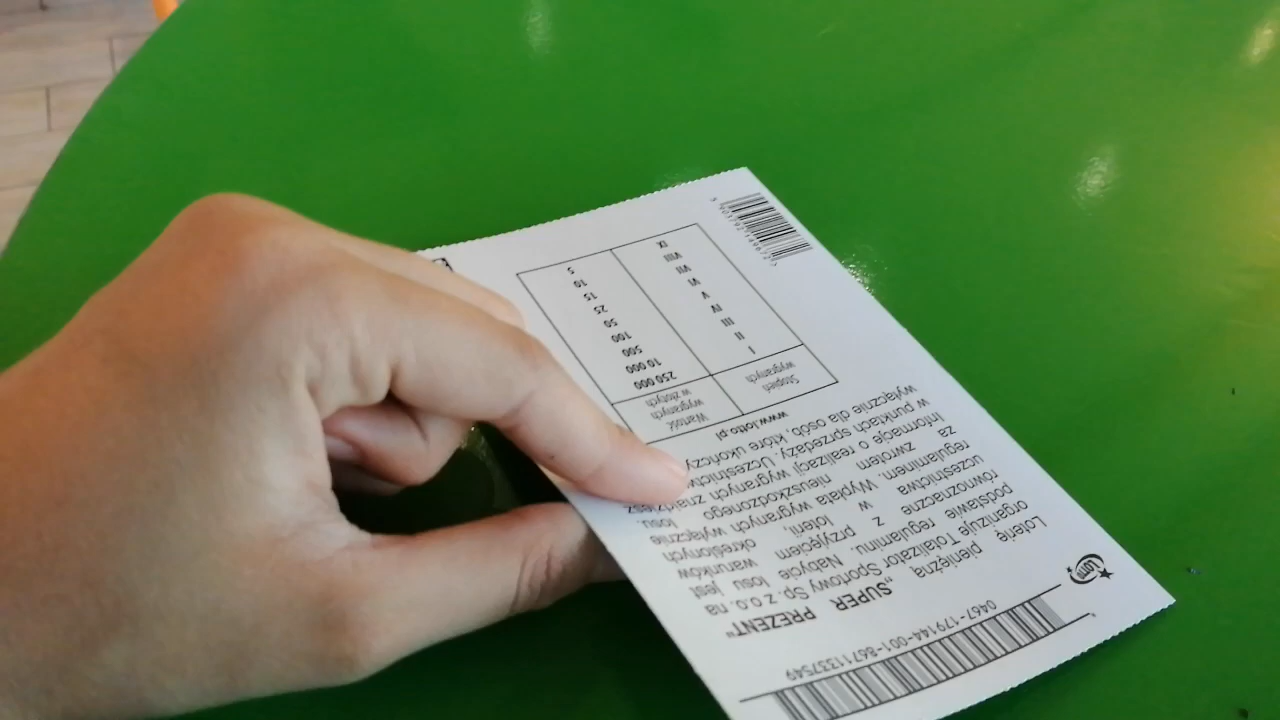 0467-179144-001-86711337549
LOTTO
Loterię pieniężną „SUPER PREZENT”
organizuje Totalizator Sportowy Sp. z o.o. na
podstawie regulaminu. Nabycie losu jest
równoznaczne z przyjęciem warunków
uczestnictwa w loterii, określonych
regulaminem. Wypłata wygranych wyłącznie
za zwrotem nieuszkodzonego losu.
Informacje o realizacji wygranych znajdziesz
w punktach sprzedaży. Uczestnictwo
wyłącznie dla osób, które ukończyły
www.lotto.pl
Stopień wygranych
Wartość wygranych w złotych
I 250 000
II 10 000
III 500
IV 100
V 50
VI 25
VII 15
VIII 10
IX 5